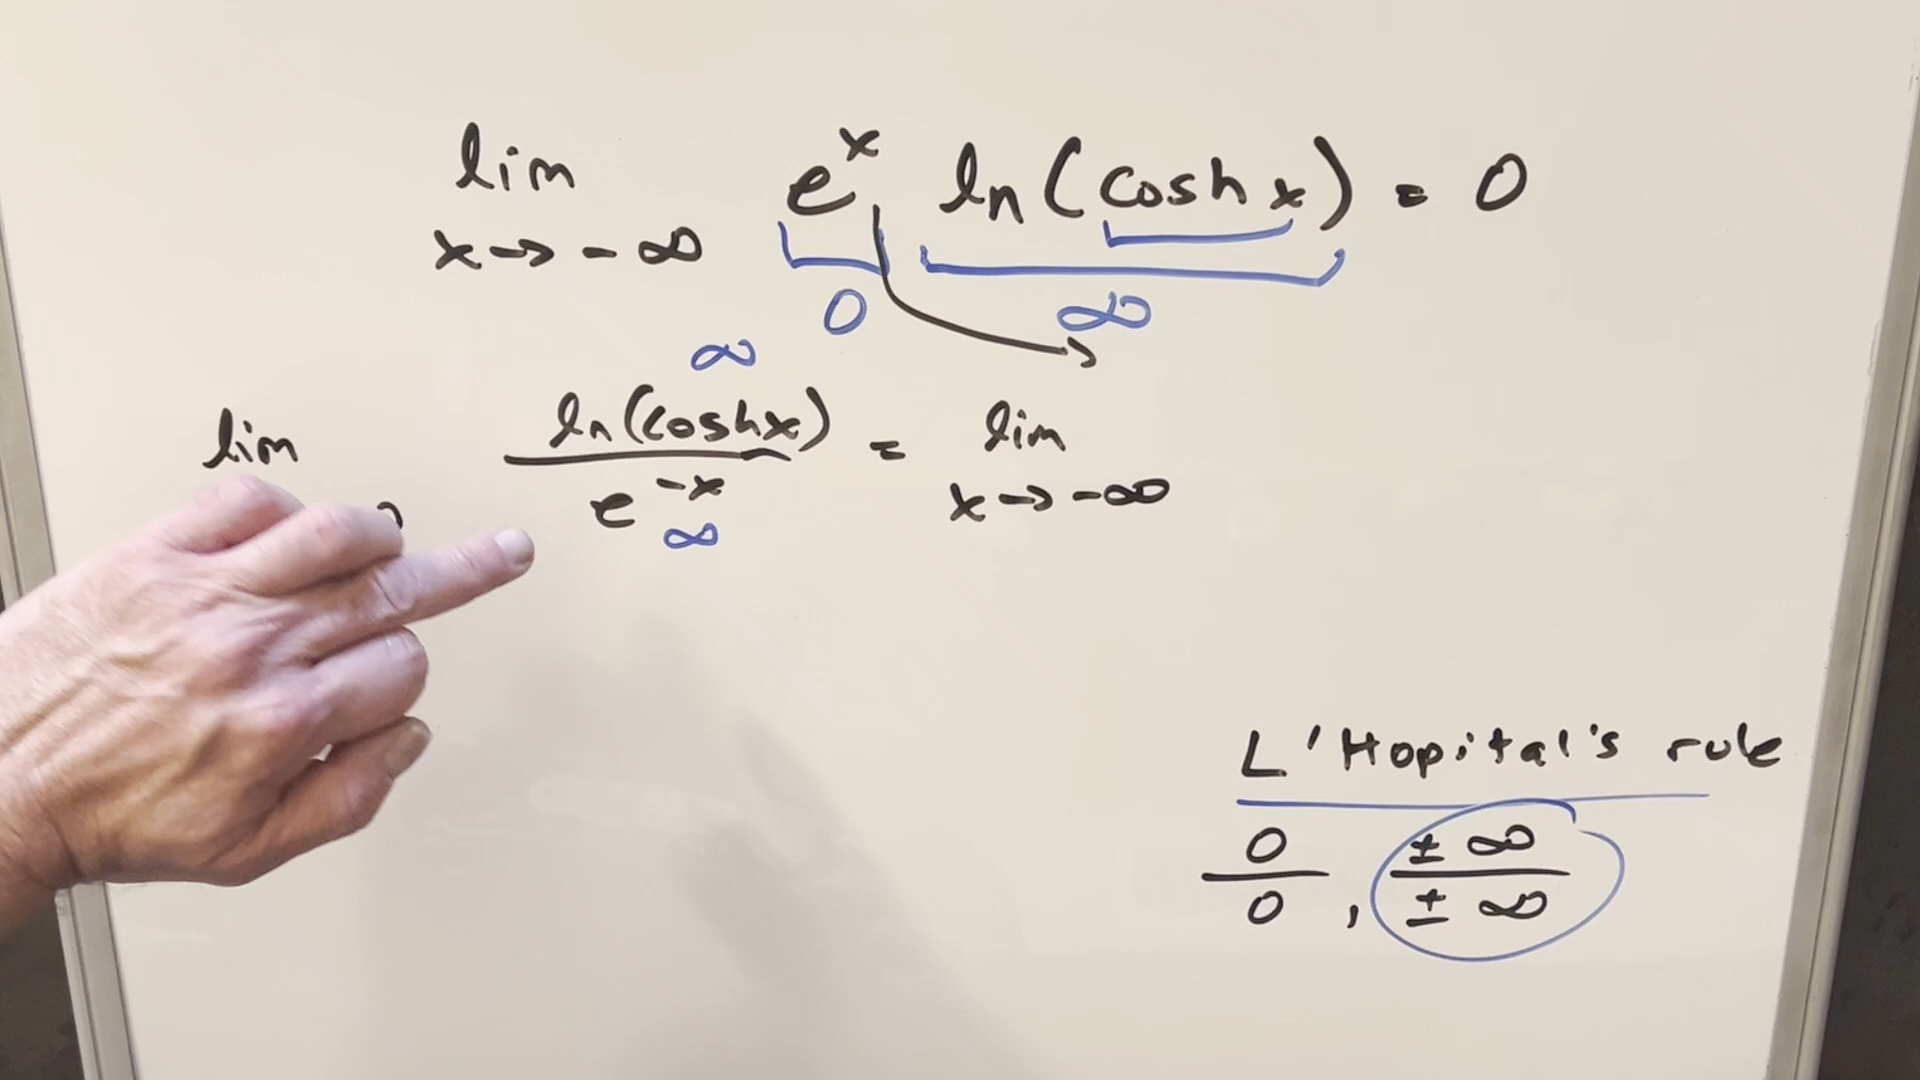 lim e^x ln(cosh x) = 0
x → -∞
0 ∞
∞
lim ln(cosh x) = lim
e^-x x → -∞
∞
L'Hopital's rule
0 ± ∞
0 , ± ∞